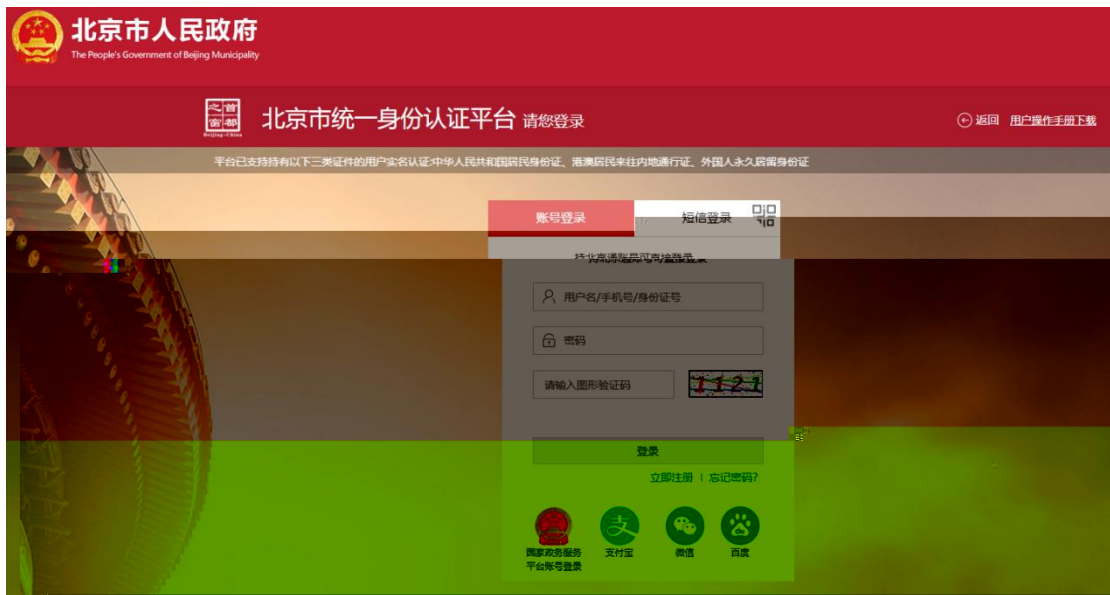 北京市人民政府
The People's Government of Beijing Municipality
之首
窗都
Beijing-China
北京市统一身份认证平台 请您登录
返回 用户操作手册下载
平台已支持持有以下三类证件的用户实名认证:中华人民共和国居民身份证、港澳居民来往内地通行证、外国人永久居留身份证
账号登录 短信登录
用户名/手机号/身份证号
密码
请输入图形验证码 1121
登录
立即注册 | 忘记密码?
国家政务服务 支付宝 微信 百度
平台账号登录